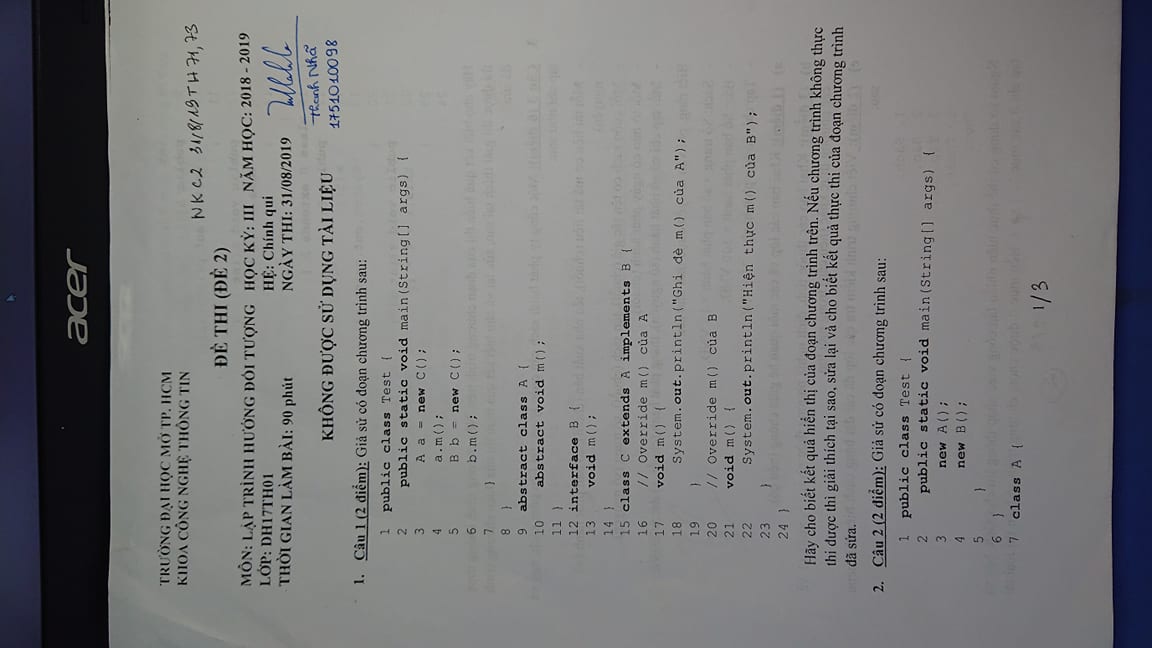 acer
TRƯỜNG ĐẠI HỌC MỞ TP. HCM
KHOA CÔNG NGHỆ THÔNG TIN
NKC2 31/8/19 TH 71,73
ĐỀ THI (ĐỀ 2)
MÔN: LẬP TRÌNH HƯỚNG ĐỐI TƯỢNG HỌC KỲ: III NĂM HỌC: 2018 - 2019
LỚP: DH17TH01 HỆ: Chính qui
THỜI GIAN LÀM BÀI: 90 phút NGÀY THI: 31/08/2019
Thanh Nhã
1751010098
KHÔNG ĐƯỢC SỬ DỤNG TÀI LIỆU
1. Câu 1 (2 điểm): Giả sử có đoạn chương trình sau:
1 public class Test {
2 public static void main(String[] args) {
3 A a = new C();
4 a.m();
5 B b = new C();
6 b.m();
7 }
8 }
9 abstract class A {
10 abstract void m();
11 }
12 interface B {
13 void m();
14 }
15 class C extends A implements B {
16 // Override m() của A
17 void m() {
18 System.out.println("Ghi đè m() của A");
19 }
20 // Override m() của B
21 void m() {
22 System.out.println("Hiện thực m() của B");
23 }
24 }
Hãy cho biết kết quả hiển thị của đoạn chương trình trên. Nếu chương trình không thực
thi được thì giải thích tại sao, sửa lại và cho biết kết quả thực thi của đoạn chương trình
đã sửa.
2. Câu 2 (2 điểm): Giả sử có đoạn chương trình sau:
1 public class Test {
2 public static void main(String[] args) {
3 new A();
4 new B();
5 }
6 }
7 class A {
1/3